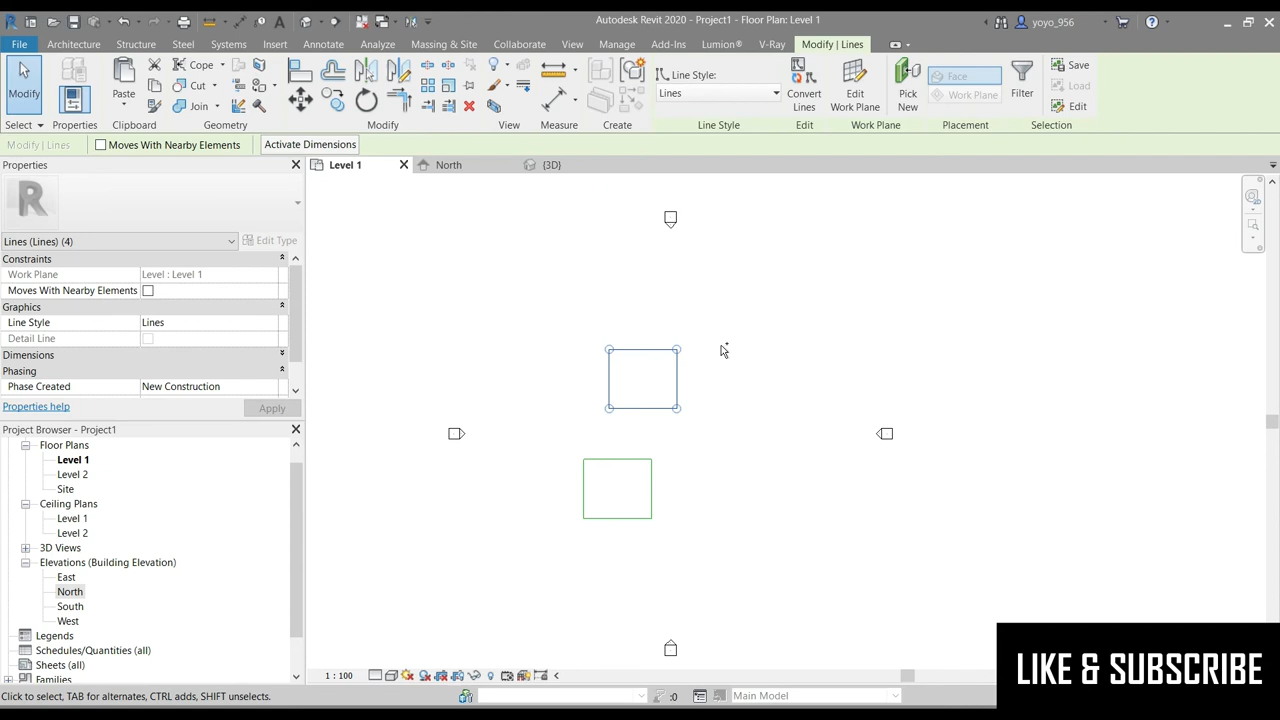 Autodesk Revit 2020 - Project1 - Floor Plan: Level 1
yoyo_956
File Architecture Structure Steel Systems Insert Annotate Analyze Massing & Site Collaborate View Manage Add-Ins Lumion® V-Ray Modify | Lines
Modify
Paste
Cope
Cut
Join
Line Style:
Lines
Convert Lines
Edit Work Plane
Pick New
Face
Work Plane
Filter
Save
Load
Edit
Select Properties Clipboard Geometry Modify View Measure Create Line Style Edit Work Plane Placement Selection
Modify | Lines Moves With Nearby Elements Activate Dimensions
Properties
Level 1 North {3D}
R
Lines (Lines) (4) Edit Type
Constraints
Work Plane Level : Level 1
Moves With Nearby Elements
Graphics
Line Style Lines
Detail Line
Dimensions
Phasing
Phase Created New Construction
Properties help Apply
Project Browser - Project1
Floor Plans
Level 1
Level 2
Site
Ceiling Plans
Level 1
Level 2
3D Views
Elevations (Building Elevation)
East
North
South
West
Legends
Schedules/Quantities (all)
Sheets (all)
Families
1 : 100
LIKE & SUBSCRIBE
Click to select, TAB for alternates, CTRL adds, SHIFT unselects. :0 Main Model